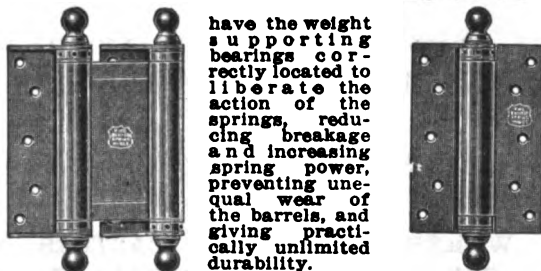 have the weight
supporting
bearings cor-
rectly located to
liberate the
action of the
springs, redu-
cing breakage
and increasing
spring power,
preventing une-
qual wear of
the barrels, and
giving practi-
cally unlimited
durability.